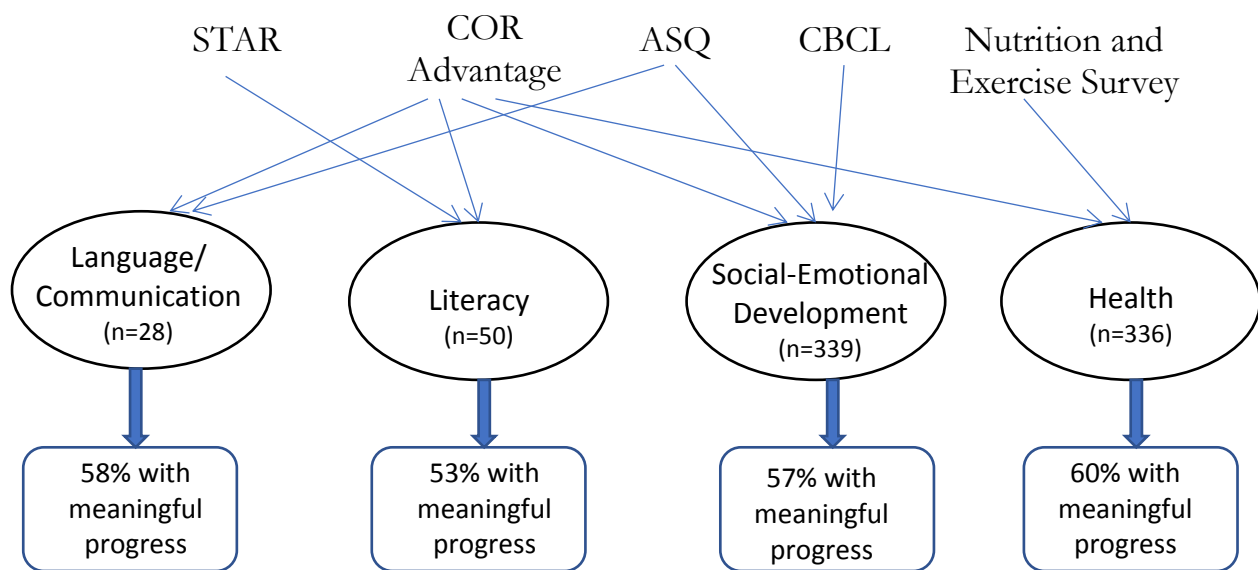 STAR
COR
Advantage
ASQ
CBCL
Nutrition and
Exercise Survey
Language/
Communication
(n=28)
Literacy
(n=50)
Social-Emotional
Development
(n=339)
Health
(n=336)
58% with
meaningful
progress
53% with
meaningful
progress
57% with
meaningful progress
60% with
meaningful
progress